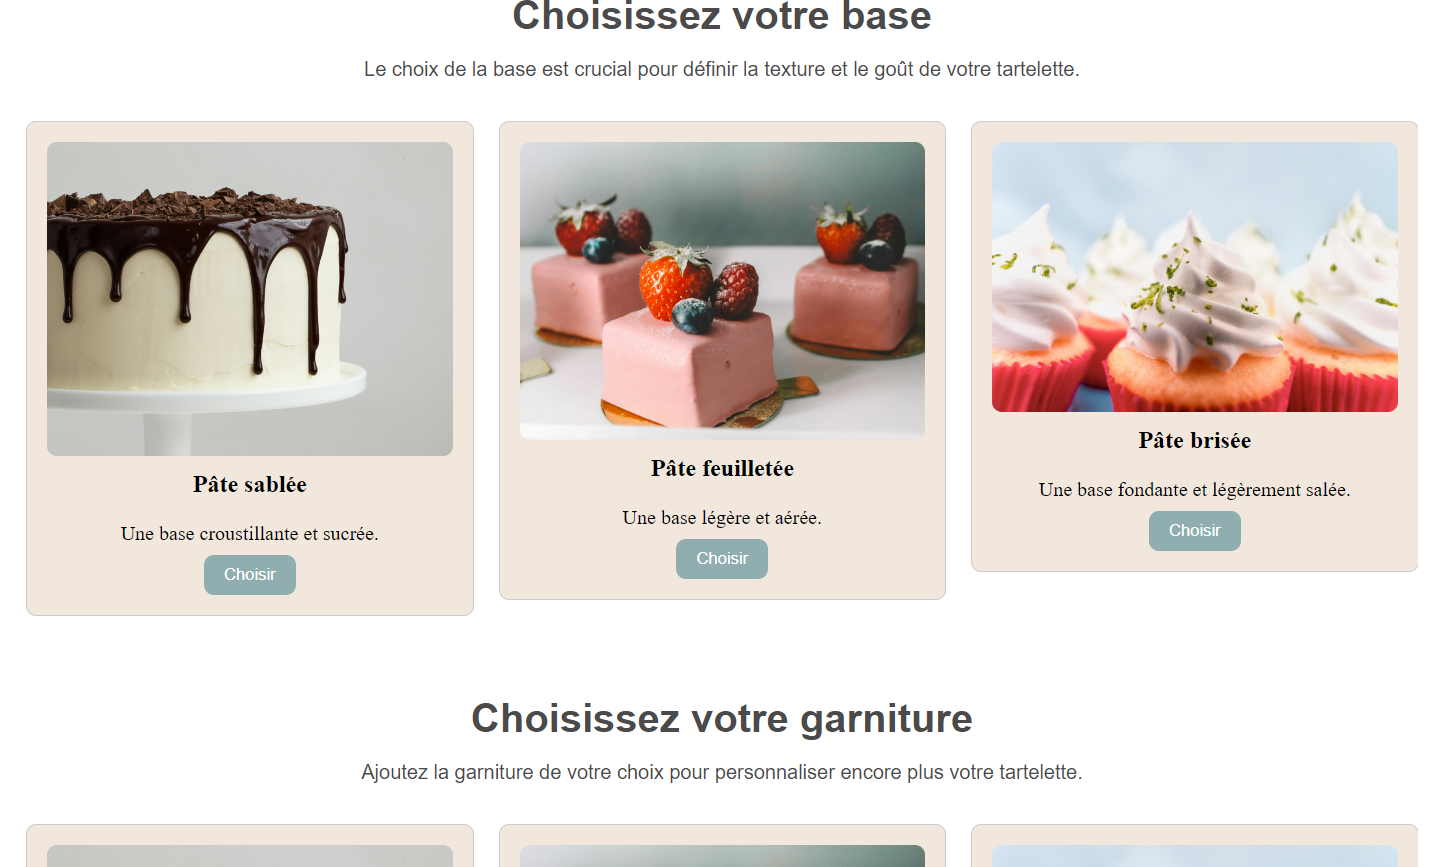 Choisissez votre base
Le choix de la base est crucial pour définir la texture et le goût de votre tartelette.
Pâte sablée
Une base croustillante et sucrée.
Choisir
Pâte feuilletée
Une base légère et aérée.
Choisir
Pâte brisée
Une base fondante et légèrement salée.
Choisir
Choisissez votre garniture
Ajoutez la garniture de votre choix pour personnaliser encore plus votre tartelette.